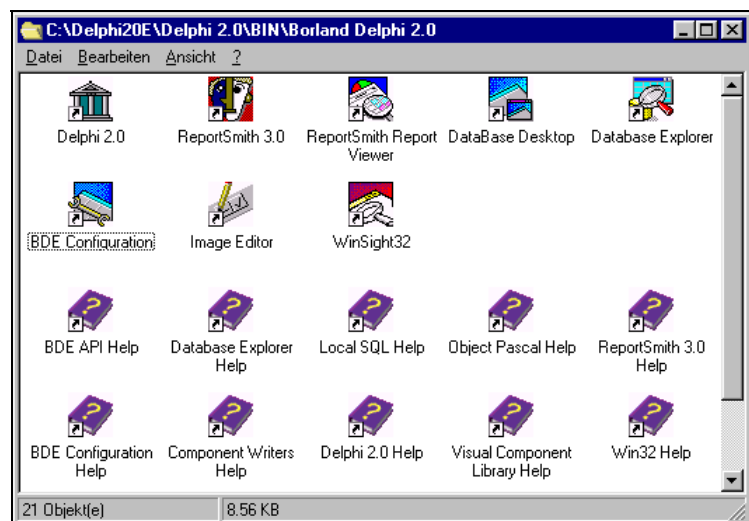 C:\Delphi20E\Delphi 2.0\BIN\Borland Delphi 2.0
Datei Bearbeiten Ansicht ?
Delphi 2.0
ReportSmith 3.0
ReportSmith Report
Viewer
DataBase Desktop
Database Explorer
BDE Configuration
Image Editor
WinSight32
BDE API Help
Database Explorer
Help
Local SQL Help
Object Pascal Help
ReportSmith 3.0
Help
BDE Configuration
Help
Component Writers
Help
Delphi 2.0 Help
Visual Component
Library Help
Win32 Help
21 Objekt(e)
8.56 KB